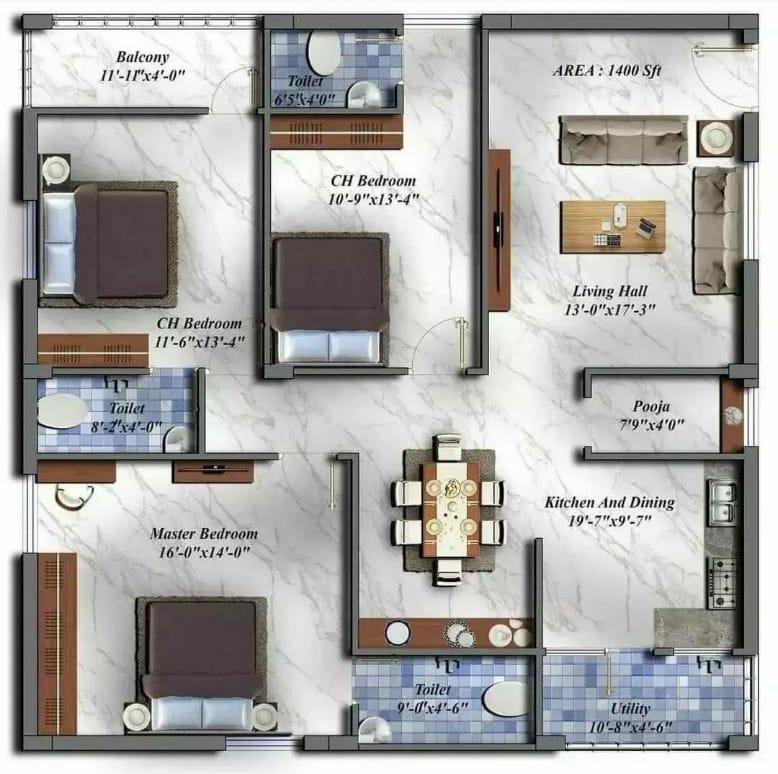 Balcony
11'-11"x4'-0"
Toilet
6'5"x4'0"
AREA : 1400 Sft
CH Bedroom
10'-9"x13'-4"
Living Hall
13'-0"x17'-3"
CH Bedroom
11'-6"x13'-4"
Toilet
8'-2"x4'-0"
Pooja
7'9"x4'0"
Kitchen And Dining
19'-7"x9'-7"
Master Bedroom
16'-0"x14'-0"
Toilet
9'-0"x4'-6"
Utility
10'-8"x4'-6"